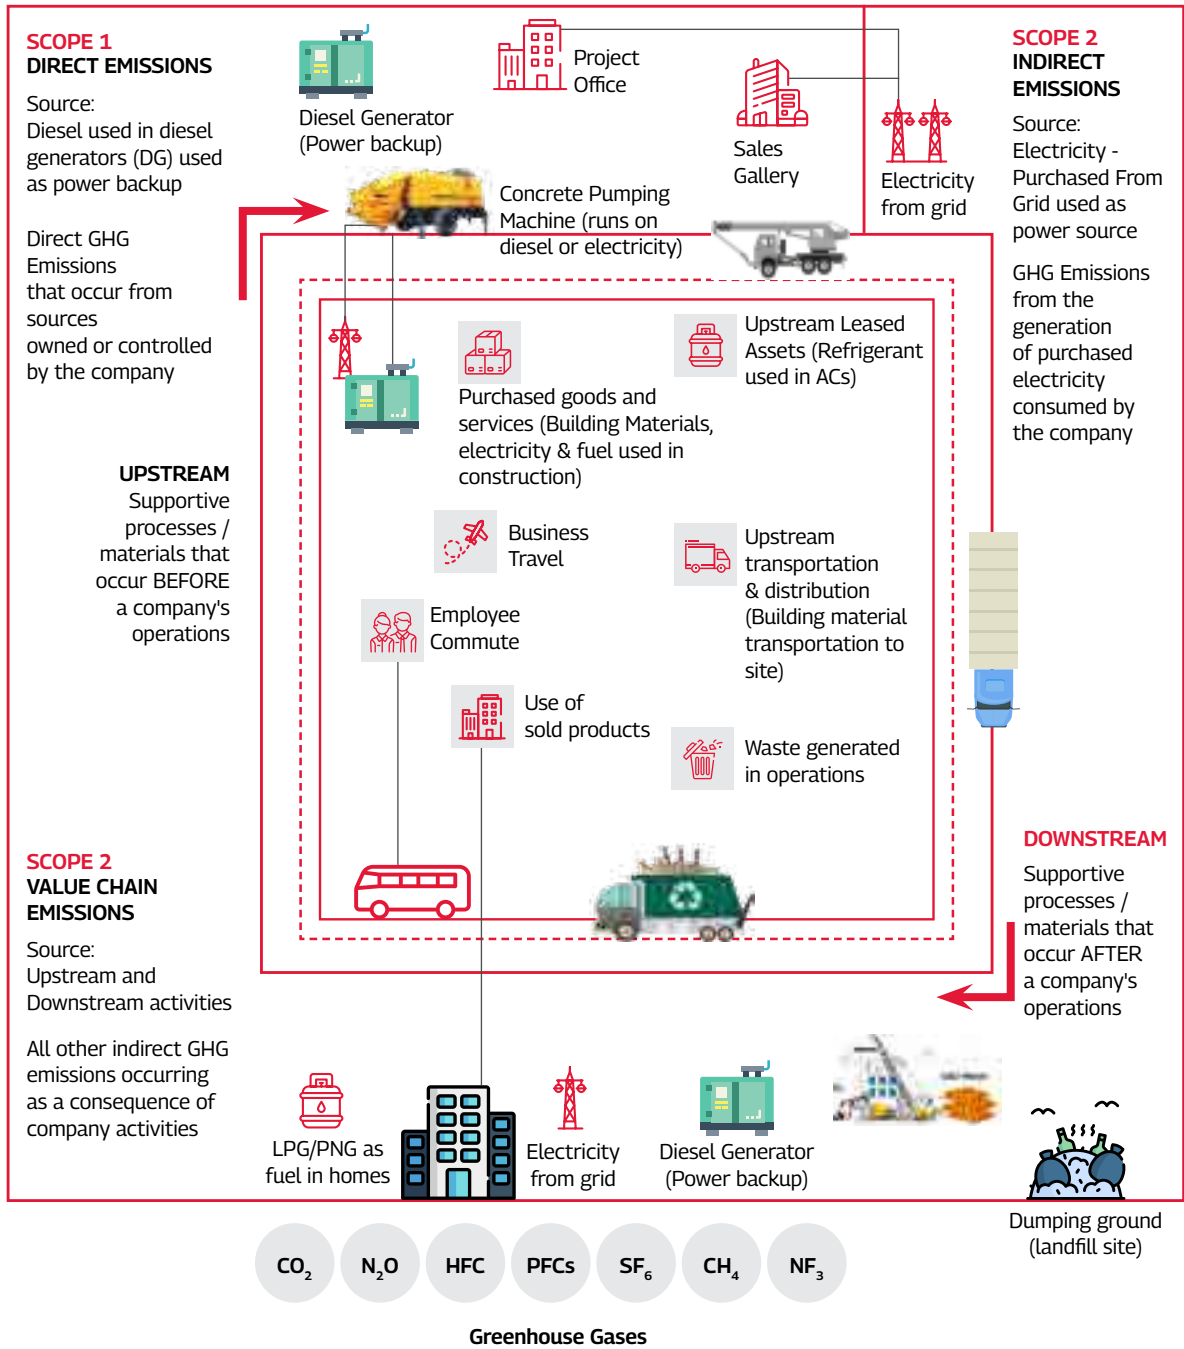 SCOPE 1
DIRECT EMISSIONS
Source:
Diesel used in diesel
generators (DG) used
as power backup
Direct GHG
Emissions
that occur from
sources
owned or controlled
by the company
Diesel Generator
(Power backup)
Project
Office
Sales
Gallery
Electricity
from grid
SCOPE 2
INDIRECT
EMISSIONS
Source:
Electricity -
Purchased From
Grid used as
power source
GHG Emissions
from the
generation
of purchased
electricity
consumed by
the company
Concrete Pumping
Machine (runs on
diesel or electricity)
Purchased goods and
services (Building Materials,
electricity & fuel used in
construction)
Upstream Leased
Assets (Refrigerant
used in ACs)
UPSTREAM
Supportive
processes /
materials that
occur BEFORE
a company's
operations
Business
Travel
Upstream
transportation
& distribution
(Building material
transportation to
site)
Employee
Commute
Use of
sold products
Waste generated
in operations
SCOPE 2
VALUE CHAIN
EMISSIONS
Source:
Upstream and
Downstream activities
All other indirect GHG
emissions occurring
as a consequence of
company activities
DOWNSTREAM
Supportive
processes /
materials that
occur AFTER
a company's
operations
LPG/PNG as
fuel in homes
Electricity
from grid
Diesel Generator
(Power backup)
Dumping ground
(landfill site)
CO2
N2O
HFC
PFCs
SF6
CH4
NF3
Greenhouse Gases